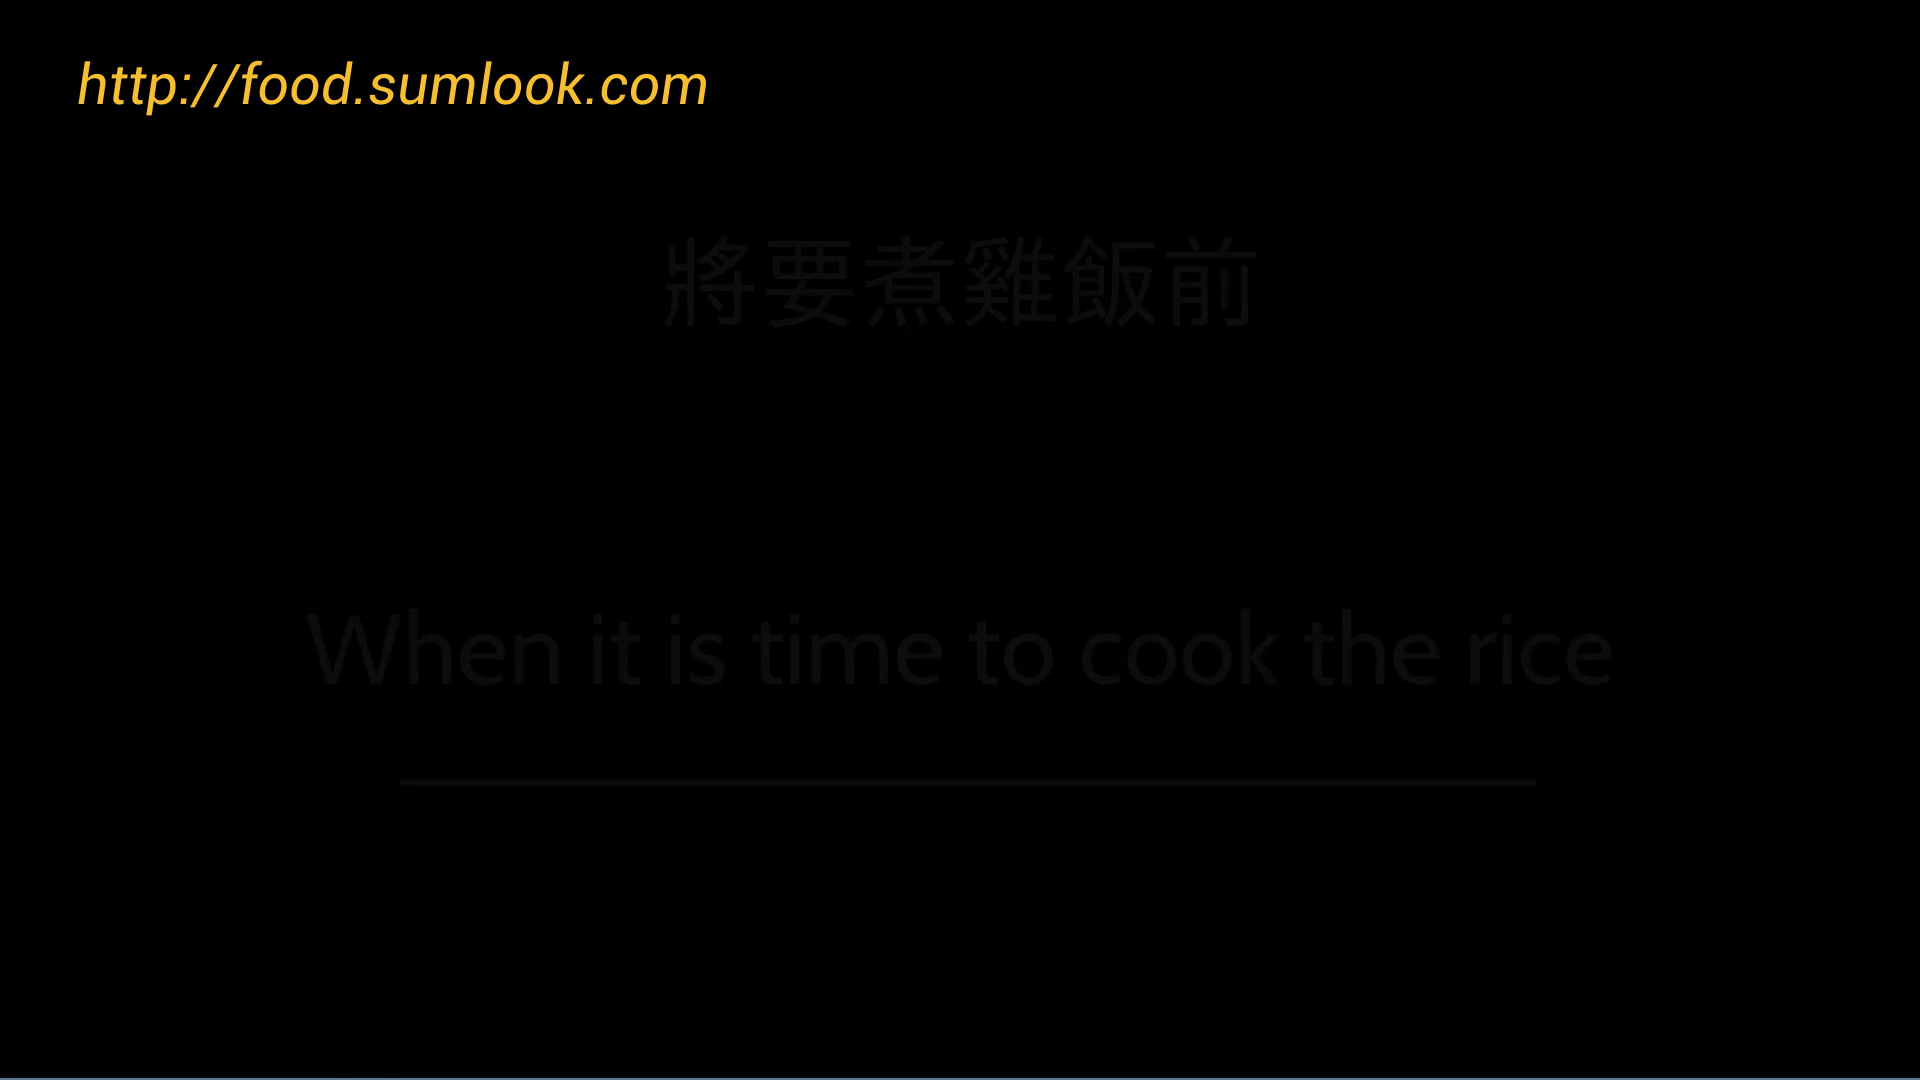 http://food.sumlook.com
將要煮雞飯前
When it is time to cook the rice